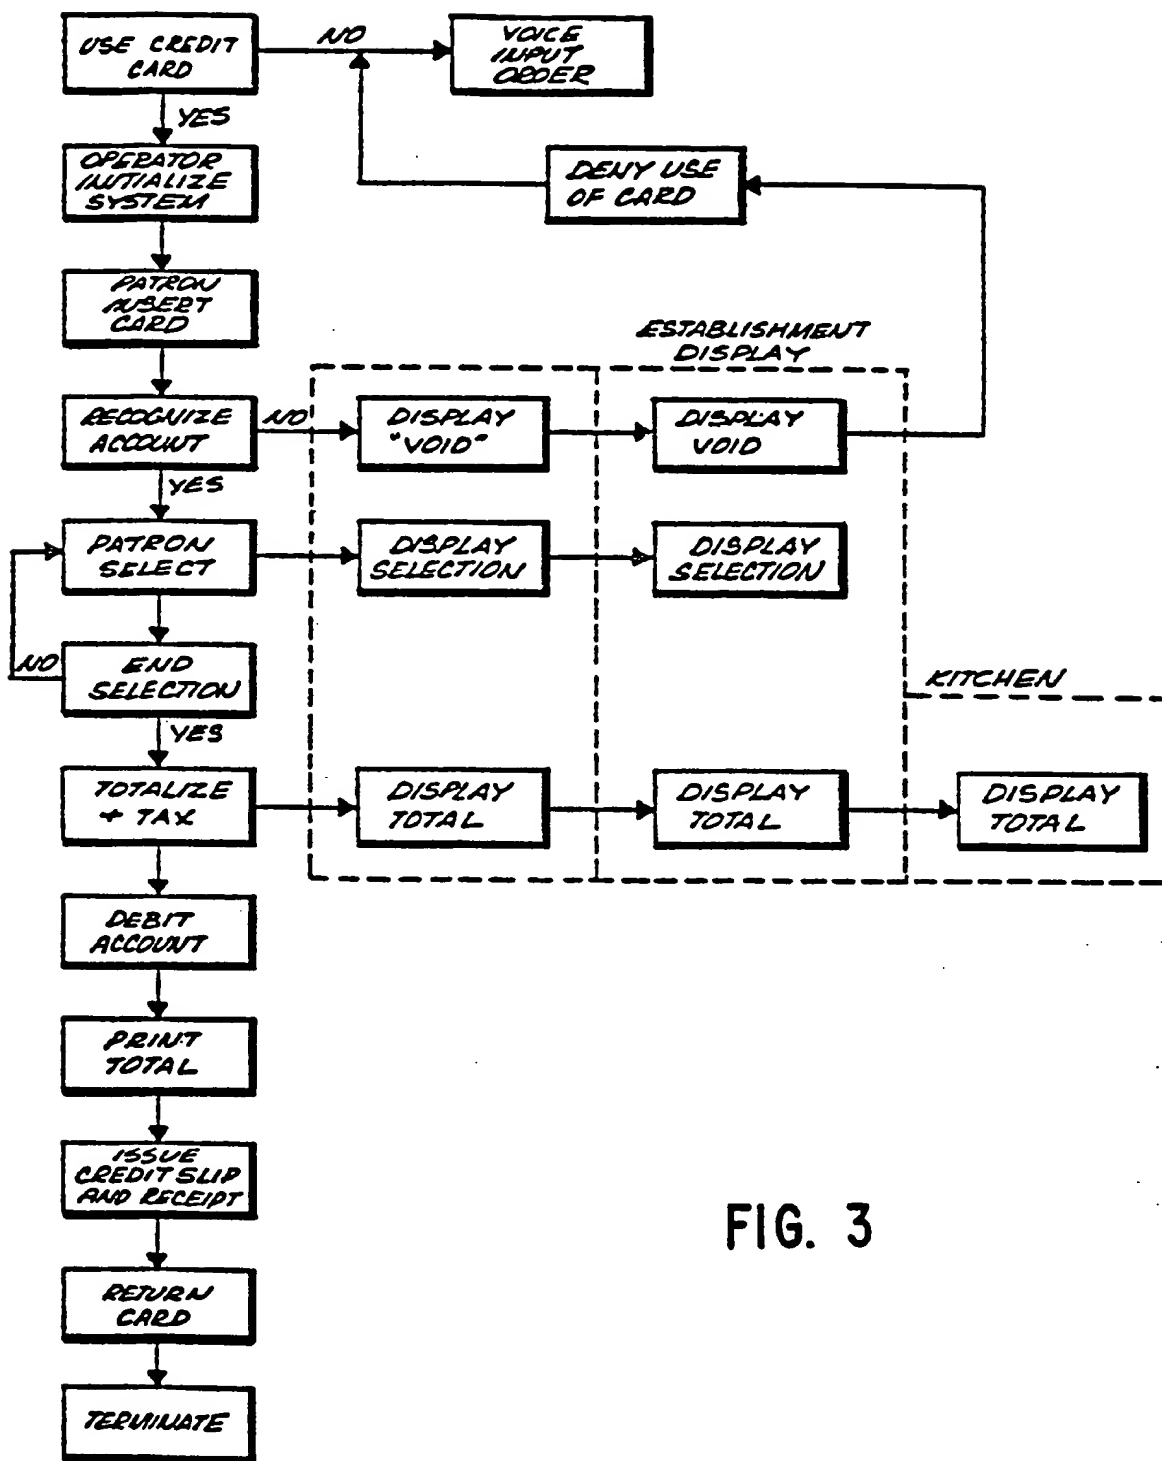 USE CREDIT
CARD
NO
VOICE
INPUT
ORDER
YES
OPERATOR
INITIALIZE
SYSTEM
DENY USE
OF CARD
PATRON
INSERT
CARD
ESTABLISHMENT
DISPLAY
RECOGNIZE
ACCOUNT
NO
DISPLAY
"VOID"
DISPLAY
VOID
YES
PATRON
SELECT
DISPLAY
SELECTION
DISPLAY
SELECTION
NO
END
SELECTION
KITCHEN
YES
TOTALIZE
+ TAX
DISPLAY
TOTAL
DISPLAY
TOTAL
DISPLAY
TOTAL
DEBIT
ACCOUNT
PRINT
TOTAL
ISSUE
CREDIT SLIP
AND RECEIPT
FIG. 3
RETURN
CARD
TERMINATE